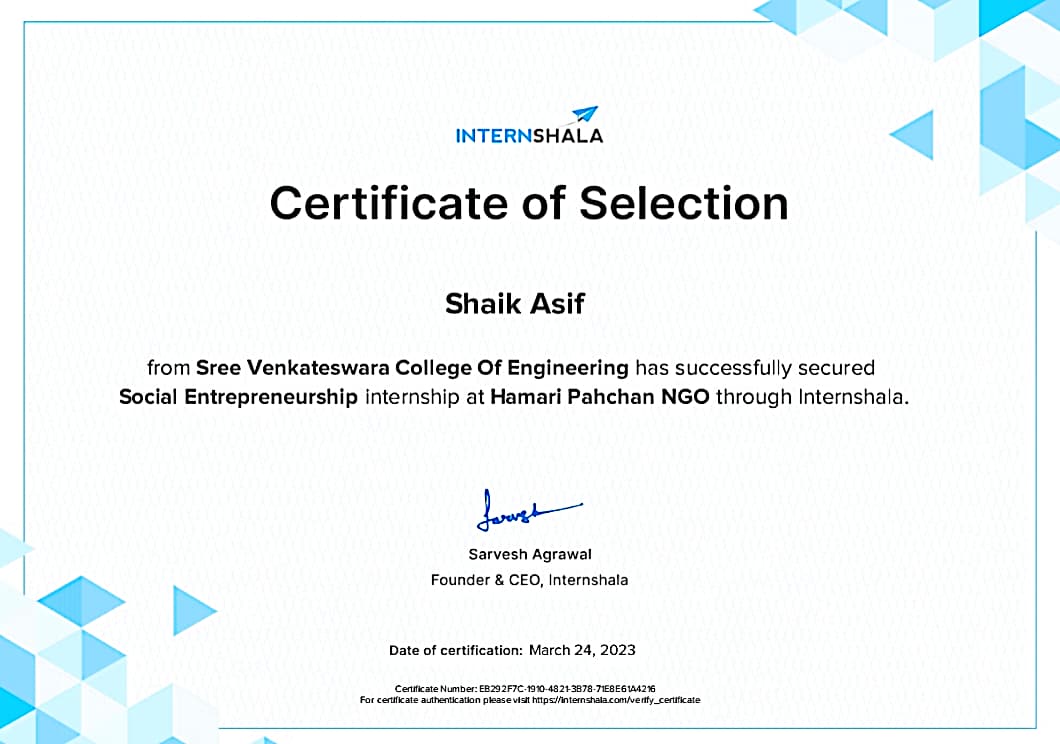 INTERNSHALA
Certificate of Selection
Shaik Asif
from Sree Venkateswara College Of Engineering has successfully secured
Social Entrepreneurship internship at Hamari Pahchan NGO through Internshala.
Sarvesh
Sarvesh Agrawal
Founder & CEO, Internshala
Date of certification: March 24, 2023
Certificate Number: EB292F7C-1910-4821-3B78-71E8E61A4216
For certificate authentication please visit https://internshala.com/verify_certificate